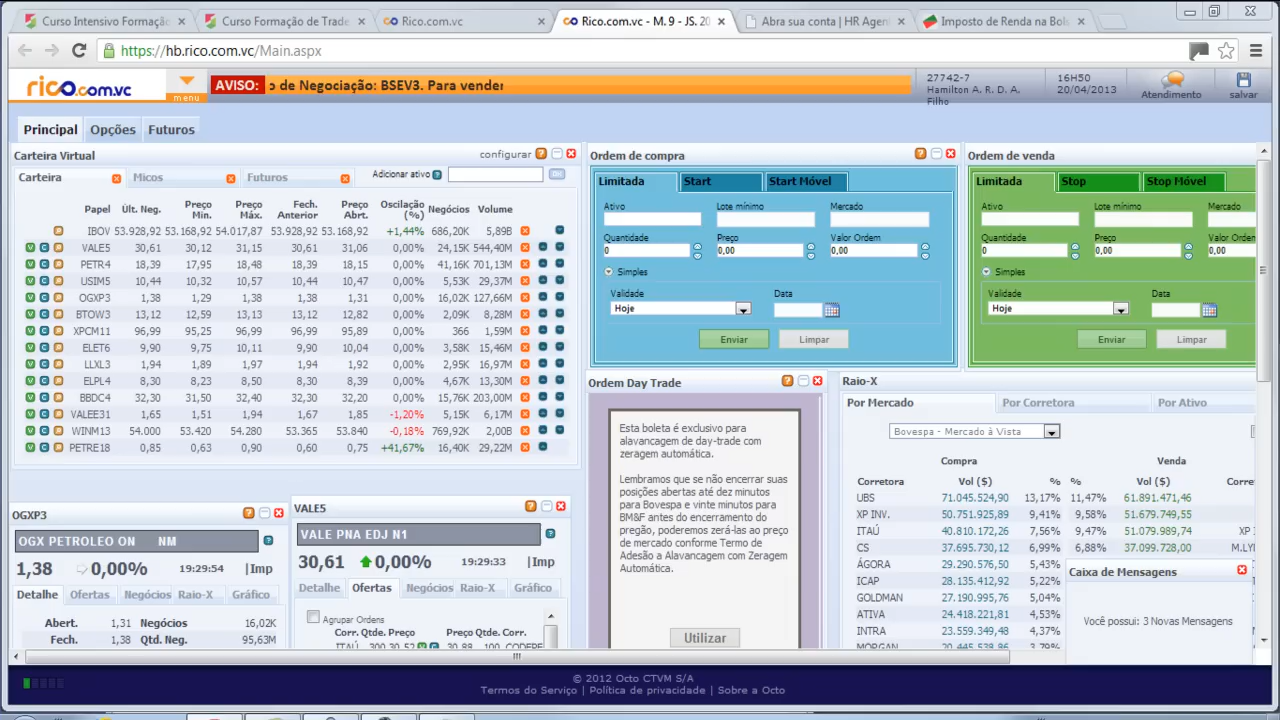 Curso Intensivo Formação
Curso Formação de Trade
Rico.com.vc
Rico.com.vc - M. 9 - JS. 20
Abra sua conta | HR Agen
Imposto de Renda na Bol
https://hb.rico.com.vc/Main.aspx
rico.com.vc
menu
AVISO: o de Negociação: BSEV3. Para vender
27742-7
Hamilton A. R. D. A.
Filho
16H50
20/04/2013
Atendimento
salvar
Principal Opções Futuros
Carteira Virtual configurar
Carteira Micos Futuros Adicionar ativo
Papel Últ. Neg. Preço Mín. Preço Máx. Fech. Anterior Preço Abrt. Oscilação (%) Negócios Volume
IBOV 53.928,92 53.168,92 54.017,87 53.928,92 53.168,92 +1,44% 686,20K 5,89B
V C VALE5 30,61 30,12 31,15 30,61 31,06 0,00% 24,15K 544,40M
V C PETR4 18,39 17,95 18,48 18,39 18,15 0,00% 41,16K 701,13M
V C USIM5 10,44 10,32 10,57 10,44 10,47 0,00% 5,53K 29,37M
V C OGXP3 1,38 1,29 1,38 1,38 1,31 0,00% 16,02K 127,66M
V C BTOW3 13,12 12,59 13,13 13,12 12,59 0,00% 2,09K 8,28M
V C XPCM11 96,99 95,25 96,99 96,99 95,89 0,00% 366 1,59M
V C ELET6 9,90 9,75 10,11 9,90 10,04 0,00% 3,58K 15,46M
V C LLXL3 1,94 1,89 1,97 1,94 1,94 0,00% 2,95K 16,97M
V C ELPL4 8,30 8,23 8,50 8,30 8,30 0,00% 4,67K 13,30M
V C BBDC4 32,30 31,50 32,40 32,30 32,20 0,00% 15,76K 203,00M
V C VALEE31 1,65 1,51 1,94 1,67 1,85 -1,20% 5,15K 6,17M
V C WINM13 54.000 53.420 54.280 53.365 53.840 -0,18% 769,92K 2,00B
V C PETRE18 0,85 0,63 0,90 0,60 0,75 +41,67% 16,40K 29,22M
Ordem de compra
Limitada Start Start Móvel
Ativo Lote mínimo Mercado
Quantidade Preço Valor Ordem
0 0,00 0,00
Simples
Validade Data
Hoje
Enviar Limpar
Ordem de venda
Limitada Stop Stop Móvel
Ativo Lote mínimo Mercado
Quantidade Preço Valor Ordem
0 0,00 0,00
Simples
Validade Data
Hoje
Enviar Limpar
OGXP3
OGX PETROLEO ON NM
1,38 0,00% 19:29:54 |Imp
Detalhe Ofertas Negócios Raio-X Gráfico
Abert. 1,31 Negócios 16,02K
Fech. 1,38 Qtd. Neg. 95,63M
VALE5
VALE PNA EDJ N1
30,61 0,00% 19:29:33 |Imp
Detalhe Ofertas Negócios Raio-X Gráfico
Agrupar Ordens
Corr. Qtde. Preço Preço Qtde. Corr.
ITAÚ 300 30,52 V C 30,88 100 CODEPE
Ordem Day Trade
Esta boleta é exclusivo para
alavancagem de day-trade com
zeragem automática.
Lembramos que se não encerrar suas
posições abertas até dez minutos
para Bovespa e vinte minutos para
BM&F antes do encerramento do
pregão, poderemos zerá-las ao preço
de mercado conforme Termo de
Adesão a Alavancagem com Zeragem
Automática.
Utilizar
Raio-X
Por Mercado Por Corretora Por Ativo
Bovespa - Mercado à Vista
Compra Venda
Corretora Vol ($) % % Vol ($) Corre
UBS 71.045.524,90 13,17% 11,47% 61.891.471,46
XP INV. 50.751.925,89 9,41% 9,58% 51.679.749,55
ITAÚ 40.810.172,26 7,56% 9,47% 51.079.989,74 XP
CS 37.695.730,12 6,99% 6,88% 37.099.728,00 M.LY
ÁGORA 29.290.576,50 5,43%
ICAP 28.135.412,92 5,22%
GOLDMAN 27.190.995,76 5,04%
ATIVA 24.418.221,81 4,53%
INTRA 23.559.349,48 4,37%
MORGAN 20.445.538,86 3,79%
Caixa de Mensagens
Você possui: 3 Novas Mensagens
© 2012 Octo CTVM S/A
Termos do Serviço | Política de privacidade | Sobre a Octo